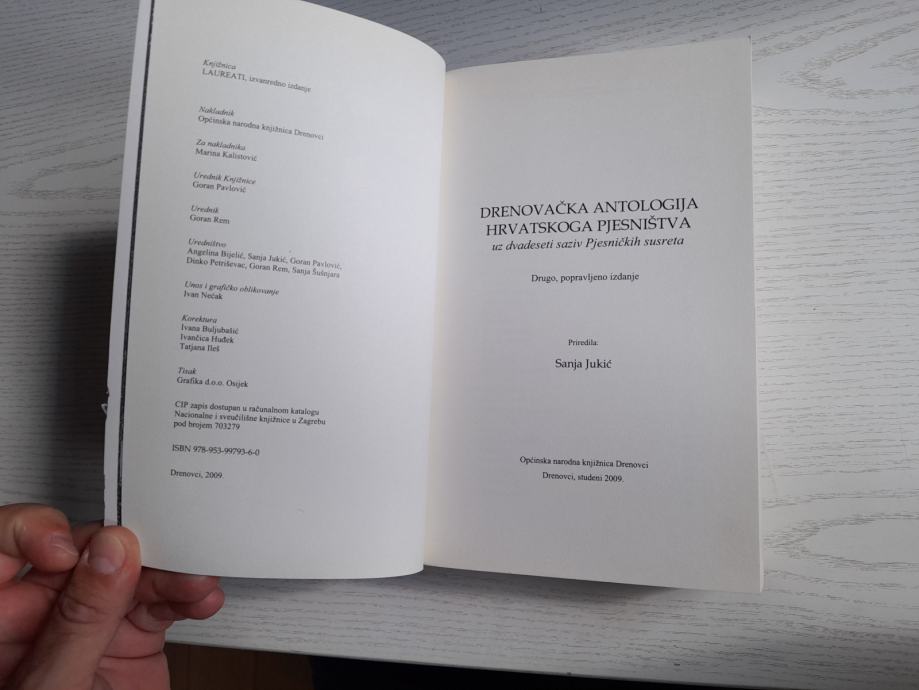 Knjižnica
LAUREATI, izvanredno izdanje
Nakladnik
Općinska narodna knjižnica Drenovci
Za nakladnika
Marina Kalistović
Urednik Knjižnice
Goran Pavlović
Urednik
Goran Rem
Uredništvo
Angelina Bijelić, Sanja Jukić, Goran Pavlović,
Dinko Petriševac, Goran Rem, Sanja Šušnjara
Unos i grafičko oblikovanje
Ivan Nećak
Korektura
Ivana Buljubašić
Ivančica Huđek
Tatjana Ileš
Tisak
Grafika d.o.o. Osijek
CIP zapis dostupan u računalnom katalogu
Nacionalne i sveučilišne knjižnice u Zagrebu
pod brojem 703279
ISBN 978-953-99793-6-0
Drenovci, 2009.
DRENOVAČKA ANTOLOGIJA
HRVATSKOGA PJESNIŠTVA
uz dvadeseti saziv Pjesničkih susreta
Drugo, popravljeno izdanje
Priredila:
Sanja Jukić
Općinska narodna knjižnica Drenovci
Drenovci, studeni 2009.